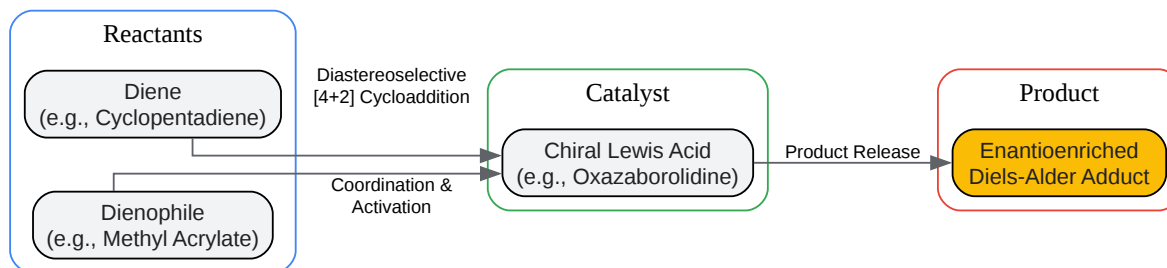 Reactants
Diene
(e.g., Cyclopentadiene)
Dienophile
(e.g., Methyl Acrylate)
Diastereoselective
[4+2] Cycloaddition
Coordination &
Activation
Catalyst
Chiral Lewis Acid
(e.g., Oxazaborolidine)
Product Release
Product
Enantioenriched
Diels-Alder Adduct